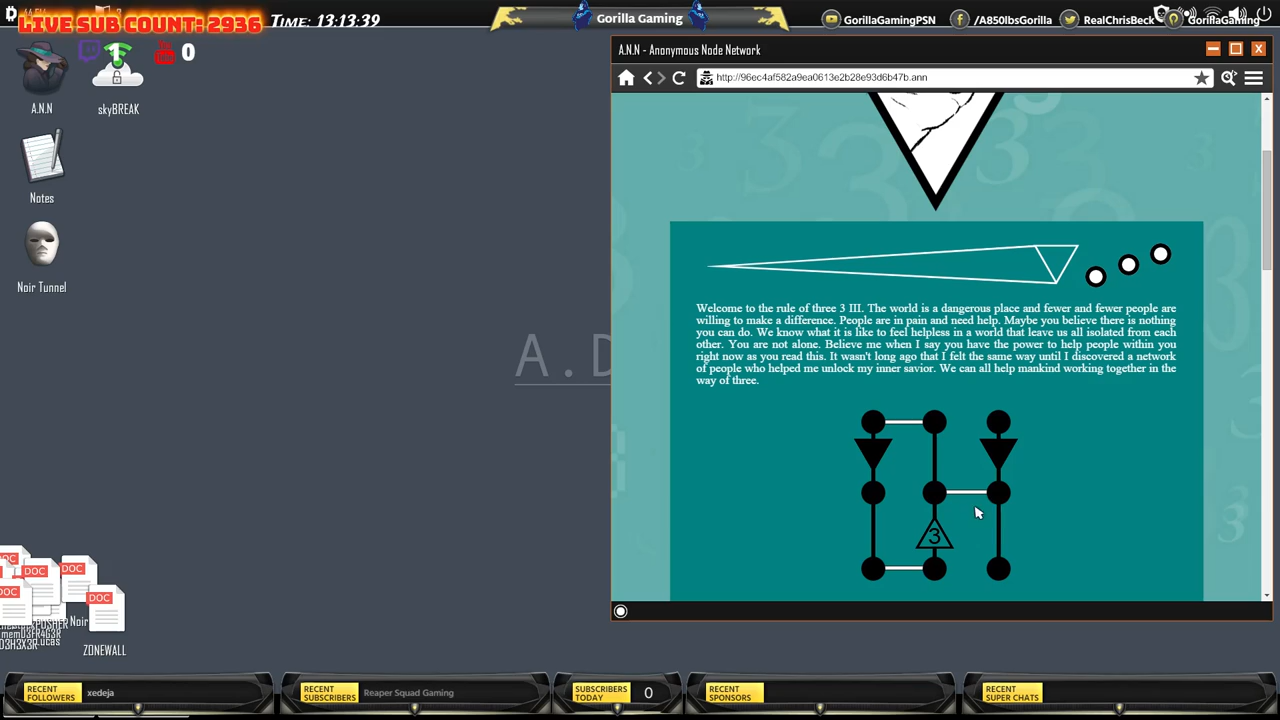 LIVE SUB COUNT: 2936
TIME: 13:13:39
Gorilla Gaming
GorillaGamingPSN
/A850lbsGorilla
RealChrisBeck
GorillaGaming
1
0
A.N.N
skyBREAK
Notes
Noir Tunnel
A.N.N - Anonymous Node Network
http://96ec4af582a9ea0613e2b28e93d6b47b.ann
Welcome to the rule of three 3 III. The world is a dangerous place and fewer and fewer people are
willing to make a difference. People are in pain and need help. Maybe you believe there is nothing
you can do. We know what it is like to feel helpless in a world that leave us all isolated from each
other. You are not alone. Believe me when I say you have the power to help people within you
right now as you read this. It wasn't long ago that I felt the same way until I discovered a network
of people who helped me unlock my inner savior. We can all help mankind working together in the
way of three.
3
A.D
DOC
DOC
DOC
DOC
DOC
Noir
Lucas
ZONEWALL
RECENT
FOLLOWERS
xedeja
RECENT
SUBSCRIBERS
Reaper Squad Gaming
SUBSCRIBERS
TODAY
0
RECENT
SPONSORS
RECENT
SUPER CHATS